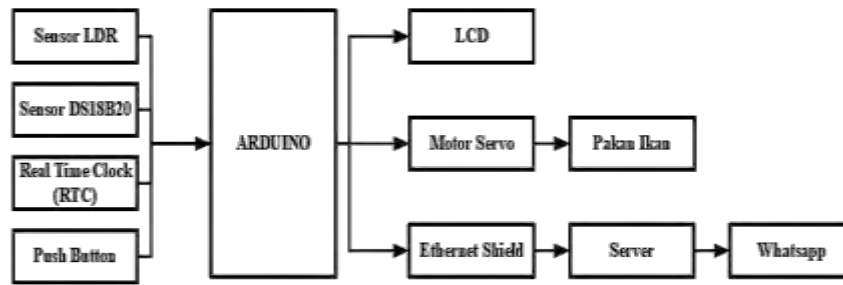 Sensor LDR
LCD
Sensor DS18B20
ARDUINO
Motor Servo
Pakan Ikan
Real Time Clock
(RTC)
Push Button
Ethernet Shield
Server
Whatsapp